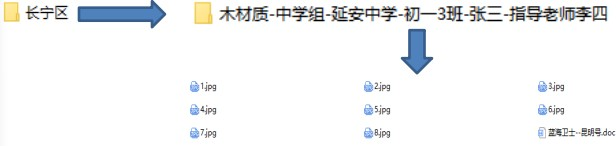 长宁区
木材质-中学组-延安中学-初一3班-张三-指导老师李四
1.jpg 2.jpg 3.jpg
4.jpg 5.jpg 6.jpg
7.jpg 8.jpg 蓝海卫士--昆明号.doc